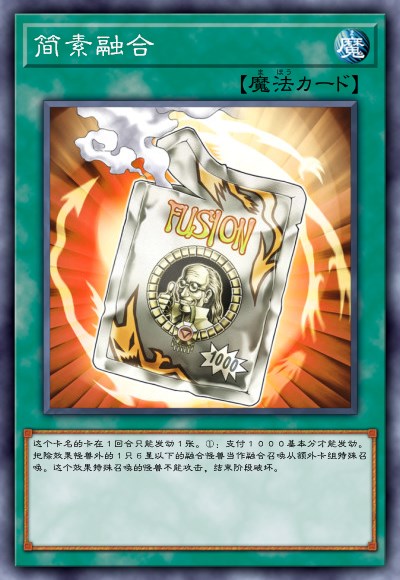 简素融合
魔
【魔法カード】
まほう
FUSION
1000
这个卡名的卡在1回合只能发动1张。①：支付1000基本分才能发动。
把除效果怪兽外的1只6星以下的融合怪兽当作融合召唤从额外卡组特殊召
唤。这个效果特殊召唤的怪兽不能攻击，结束阶段破坏。